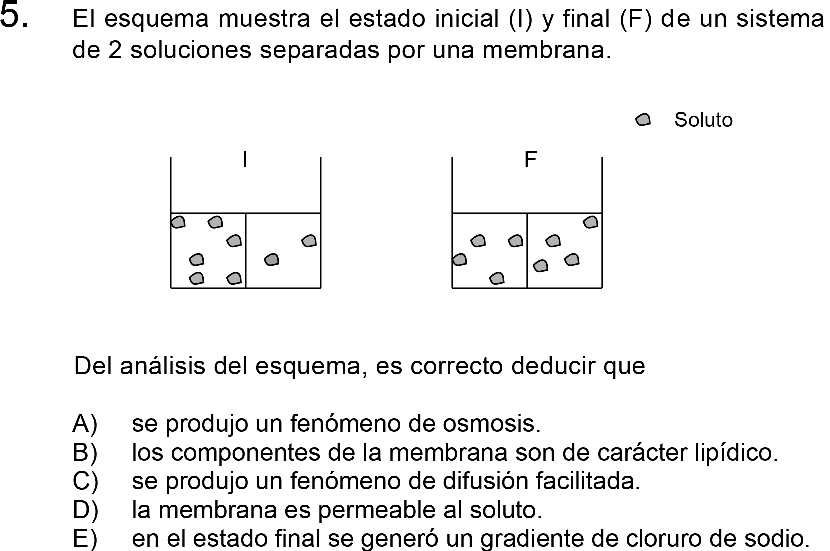 5. El esquema muestra el estado inicial (I) y final (F) de un sistema
de 2 soluciones separadas por una membrana.
Soluto
I F
Del análisis del esquema, es correcto deducir que
A) se produjo un fenómeno de osmosis.
B) los componentes de la membrana son de carácter lipídico.
C) se produjo un fenómeno de difusión facilitada.
D) la membrana es permeable al soluto.
E) en el estado final se generó un gradiente de cloruro de sodio.